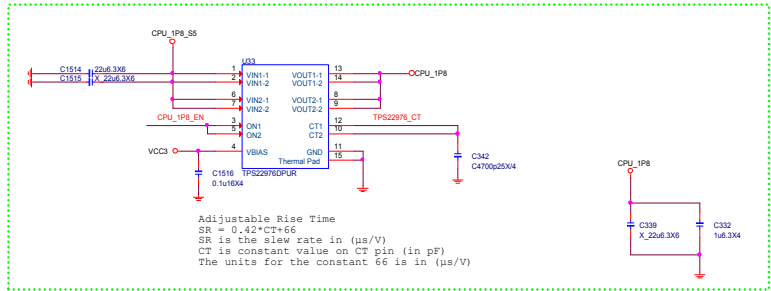 CPU_1P8_S5
U33
C1514 22u6.3X6
C1515 X_22u6.3X6
1 VIN1-1 VOUT1-1 13 CPU_1P8
2 VIN1-2 VOUT1-2 14
6 VIN2-1 VOUT2-1 8
7 VIN2-2 VOUT2-2 9
CPU_1P8_EN 3 ON1 CT1 12 TPS22976_CT
5 ON2 CT2 10
VCC3 4 VBIAS GND 11
Thermal Pad 15
TPS22976DPUR
C342
C4700p25X/4
C1516
0.1u16X4
CPU_1P8
C339
X_22u6.3X6
C332
1u6.3X4
Adijustable Rise Time
SR = 0.42*CT+66
SR is the slew rate in (µs/V)
CT is constant value on CT pin (in pF)
The units for the constant 66 is in (µs/V)